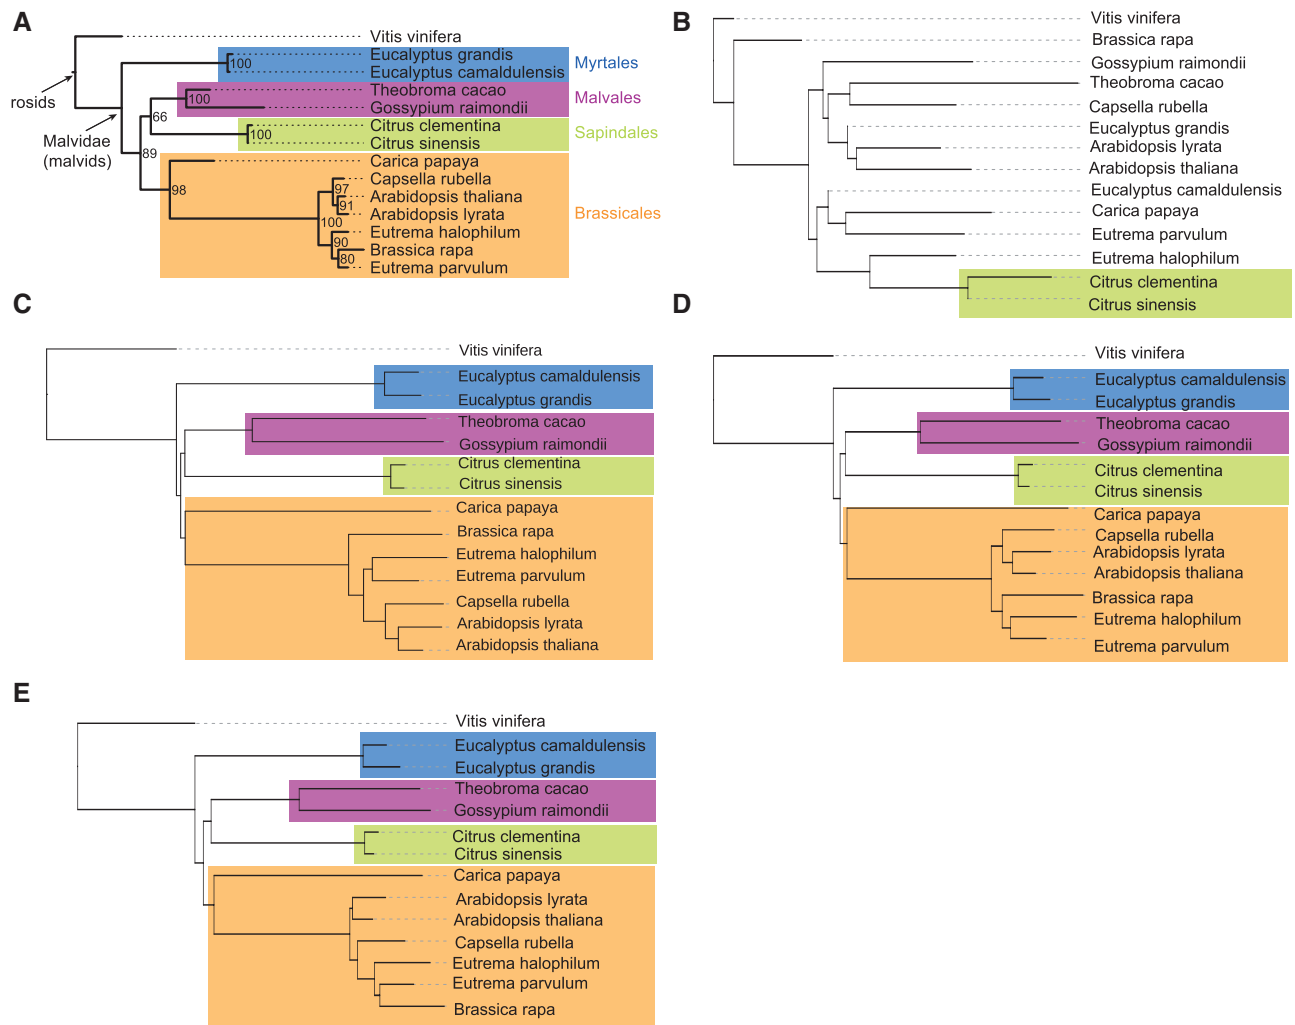 A
Vitis vinifera
Eucalyptus grandis
100
Eucalyptus camaldulensis
Myrtales
rosids
Theobroma cacao
100
Gossypium raimondii
Malvales
66
Malvidae
(malvids)
Citrus clementina
100
Citrus sinensis
Sapindales
89
Carica papaya
98
Capsella rubella
97
Arabidopsis thaliana
91
Arabidopsis lyrata
Brassicales
100
Eutrema halophilum
90
Brassica rapa
80
Eutrema parvulum
B
Vitis vinifera
Brassica rapa
Gossypium raimondii
Theobroma cacao
Capsella rubella
Eucalyptus grandis
Arabidopsis lyrata
Arabidopsis thaliana
Eucalyptus camaldulensis
Carica papaya
Eutrema parvulum
Eutrema halophilum
Citrus clementina
Citrus sinensis
C
Vitis vinifera
Eucalyptus camaldulensis
Eucalyptus grandis
Theobroma cacao
Gossypium raimondii
Citrus clementina
Citrus sinensis
Carica papaya
Brassica rapa
Eutrema halophilum
Eutrema parvulum
Capsella rubella
Arabidopsis lyrata
Arabidopsis thaliana
D
Vitis vinifera
Eucalyptus camaldulensis
Eucalyptus grandis
Theobroma cacao
Gossypium raimondii
Citrus clementina
Citrus sinensis
Carica papaya
Capsella rubella
Arabidopsis lyrata
Arabidopsis thaliana
Brassica rapa
Eutrema halophilum
Eutrema parvulum
E
Vitis vinifera
Eucalyptus camaldulensis
Eucalyptus grandis
Theobroma cacao
Gossypium raimondii
Citrus clementina
Citrus sinensis
Carica papaya
Arabidopsis lyrata
Arabidopsis thaliana
Capsella rubella
Eutrema halophilum
Eutrema parvulum
Brassica rapa